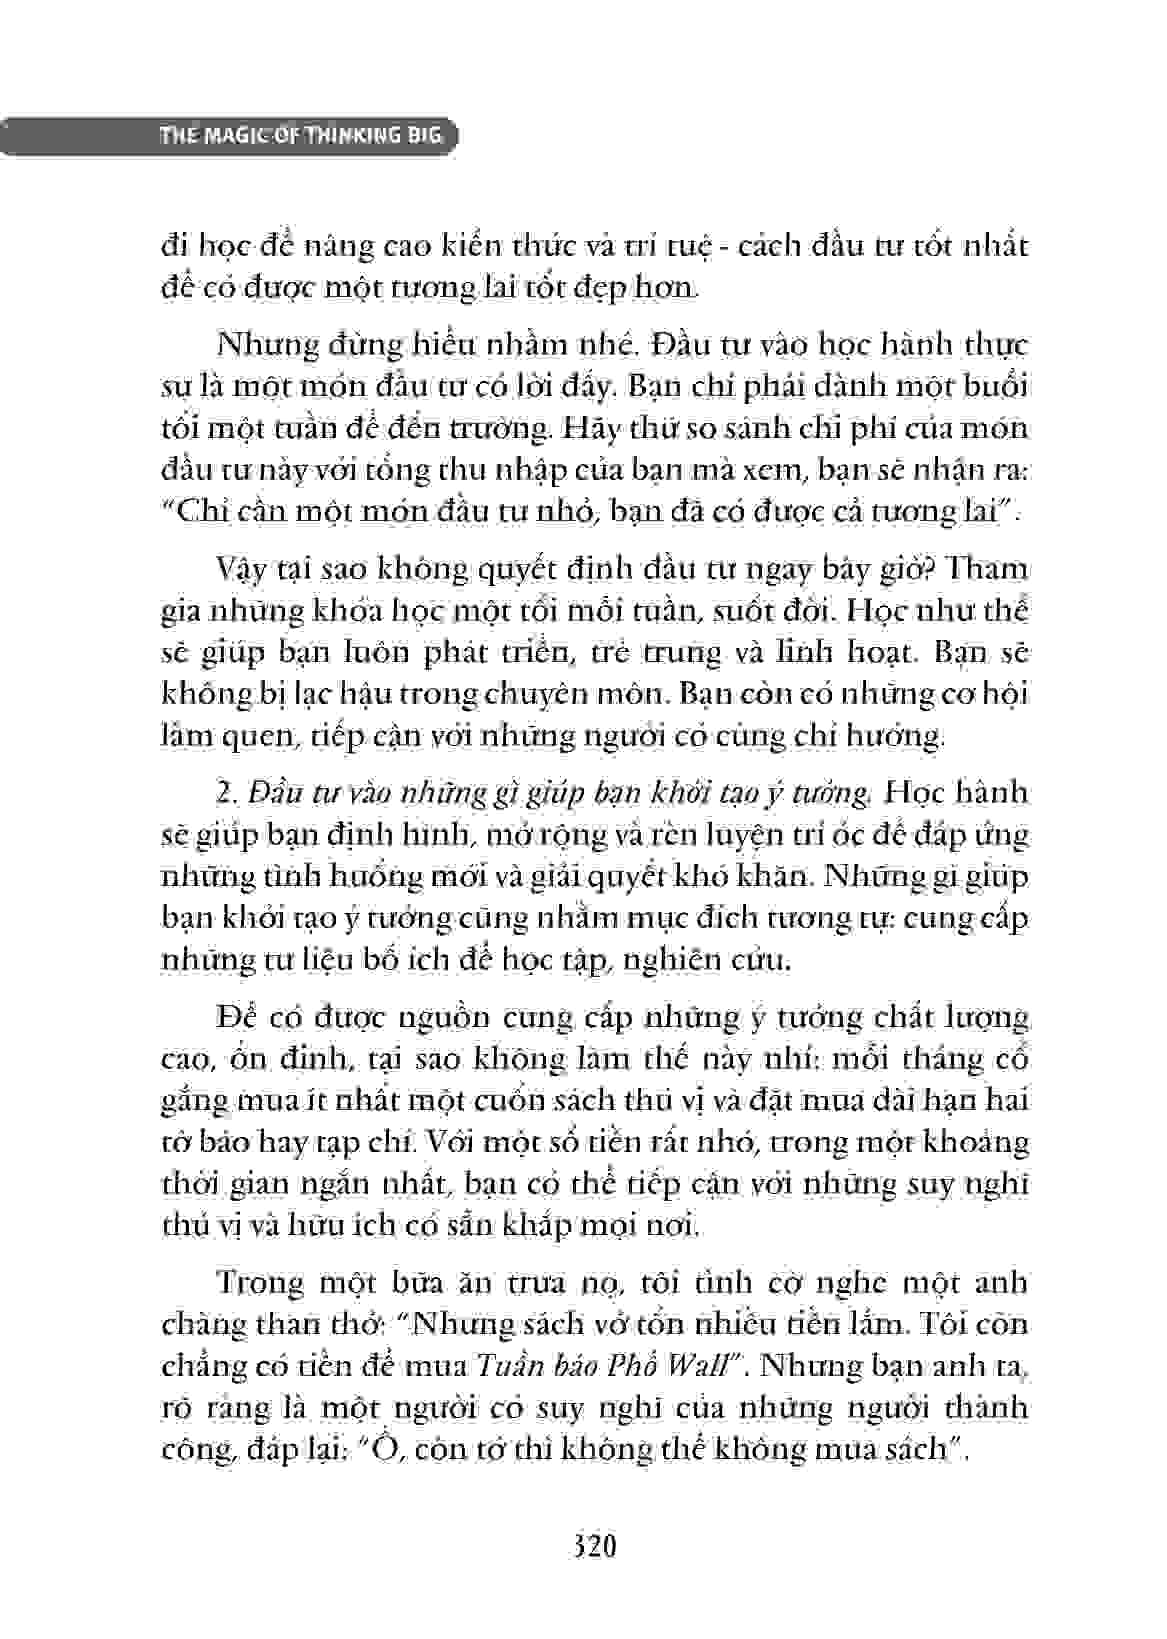 THE MAGIC OF THINKING BIG
đi học để nâng cao kiến thức và trí tuệ - cách đầu tư tốt nhất
để có được một tương lai tốt đẹp hơn.
Nhưng đừng hiểu nhầm nhé. Đầu tư vào học hành thực
sự là một món đầu tư có lời đấy. Bạn chỉ phải dành một buổi
tối một tuần để đến trường. Hãy thử so sánh chi phí của món
đầu tư này với tổng thu nhập của bạn mà xem, bạn sẽ nhận ra:
“Chỉ cần một món đầu tư nhỏ, bạn đã có được cả tương lai”.
Vậy tại sao không quyết định đầu tư ngay bây giờ? Tham
gia những khóa học một tối mỗi tuần, suốt đời. Học như thế
sẽ giúp bạn luôn phát triển, trẻ trung và linh hoạt. Bạn sẽ
không bị lạc hậu trong chuyên môn. Bạn còn có những cơ hội
làm quen, tiếp cận với những người có cùng chí hướng.
2. Đầu tư vào những gì giúp bạn khởi tạo ý tưởng. Học hành
sẽ giúp bạn định hình, mở rộng và rèn luyện trí óc để đáp ứng
những tình huống mới và giải quyết khó khăn. Những gì giúp
bạn khởi tạo ý tưởng cũng nhằm mục đích tương tự: cung cấp
những tư liệu bổ ích để học tập, nghiên cứu.
Để có được nguồn cung cấp những ý tưởng chất lượng
cao, ổn định, tại sao không làm thế này nhỉ: mỗi tháng cố
gắng mua ít nhất một cuốn sách thú vị và đặt mua dài hạn hai
tờ báo hay tạp chí. Với một số tiền rất nhỏ, trong một khoảng
thời gian ngắn nhất, bạn có thể tiếp cận với những suy nghĩ
thú vị và hữu ích có sẵn khắp mọi nơi.
Trong một bữa ăn trưa nọ, tôi tình cờ nghe một anh
chàng than thở: “Nhưng sách vở tốn nhiều tiền lắm. Tôi còn
chẳng có tiền để mua Tuần báo Phố Wall”. Nhưng bạn anh ta,
rõ ràng là một người có suy nghĩ của những người thành
công, đáp lại: “Ồ, còn tớ thì không thể không mua sách”.
320